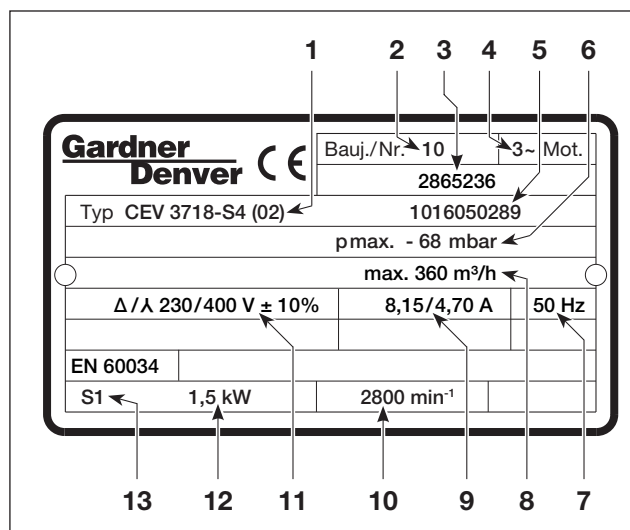 1 2 3 4 5 6
Gardner
Denver
CE
Bauj./Nr. 10
3~ Mot.
2865236
Typ CEV 3718-S4 (02)
1016050289
pmax. - 68 mbar
max. 360 m³/h
Δ/⅄ 230/400 V ± 10%
8,15/4,70 A
50 Hz
EN 60034
S1
1,5 kW
2800 min⁻¹
13 12 11 10 9 8 7